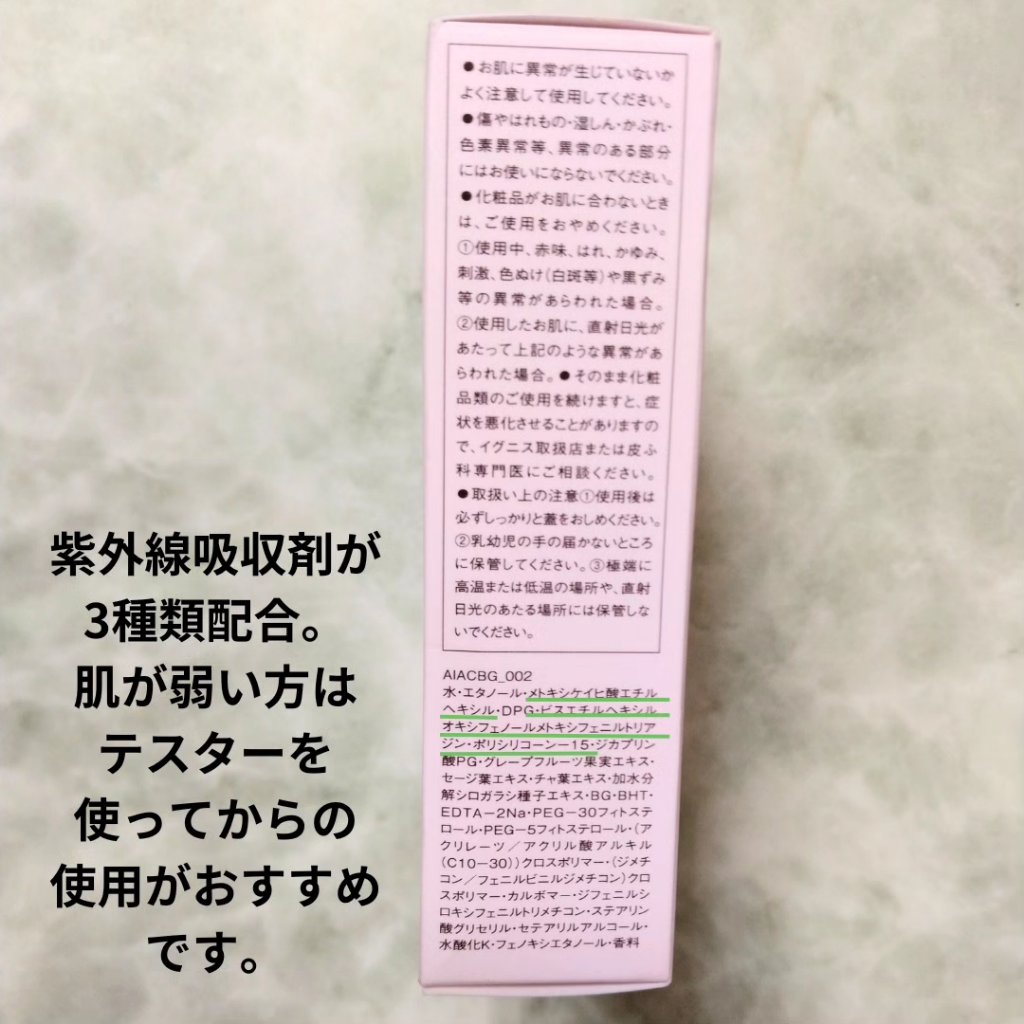 ●お肌に異常が生じていないか
よく注意して使用してください。
●傷やはれもの・湿しん・かぶれ・
色素異常等、異常のある部分
にはお使いにならないでください。
●化粧品がお肌に合わないとき
は、ご使用をおやめください。
①使用中、赤味、はれ、かゆみ、
刺激、色ぬけ(白斑等)や黒ずみ
等の異常があらわれた場合。
②使用したお肌に、直射日光が
あたって上記のような異常があ
らわれた場合。●そのまま化粧
品類のご使用を続けますと、症
状を悪化させることがありますの
で、イグニス取扱店または皮ふ
科専門医にご相談ください。
●取扱い上の注意①使用後は
必ずしっかりと蓋をおしめください。
②乳幼児の手の届かないところ
に保管してください。③極端に
高温または低温の場所や、直射
日光のあたる場所には保管しな
いでください。
AIACBG_002
水・エタノール・メトキシケイヒ酸エチル
ヘキシル・DPG・ビスエチルヘキシル
オキシフェノールメトキシフェニルトリア
ジン・ポリシリコーン−15・ジカプリン
酸PG・グレープフルーツ果実エキス・
セージ葉エキス・チャ葉エキス・加水分
解シロガラシ種子エキス・BG・BHT・
EDTA−2Na・PEG−30フィトステ
ロール・PEG−5フィトステロール・(ア
クリレーツ/アクリル酸アルキル
(C10−30))クロスポリマー・(ジメチ
コン/フェニルビニルジメチコン)クロ
スポリマー・カルボマー・ジフェニルシ
ロキシフェニルトリメチコン・ステアリン
酸グリセリル・セテアリルアルコール・
水酸化K・フェノキシエタノール・香料
紫外線吸収剤が
3種類配合。
肌が弱い方は
テスターを
使ってからの
使用がおすすめ
です。